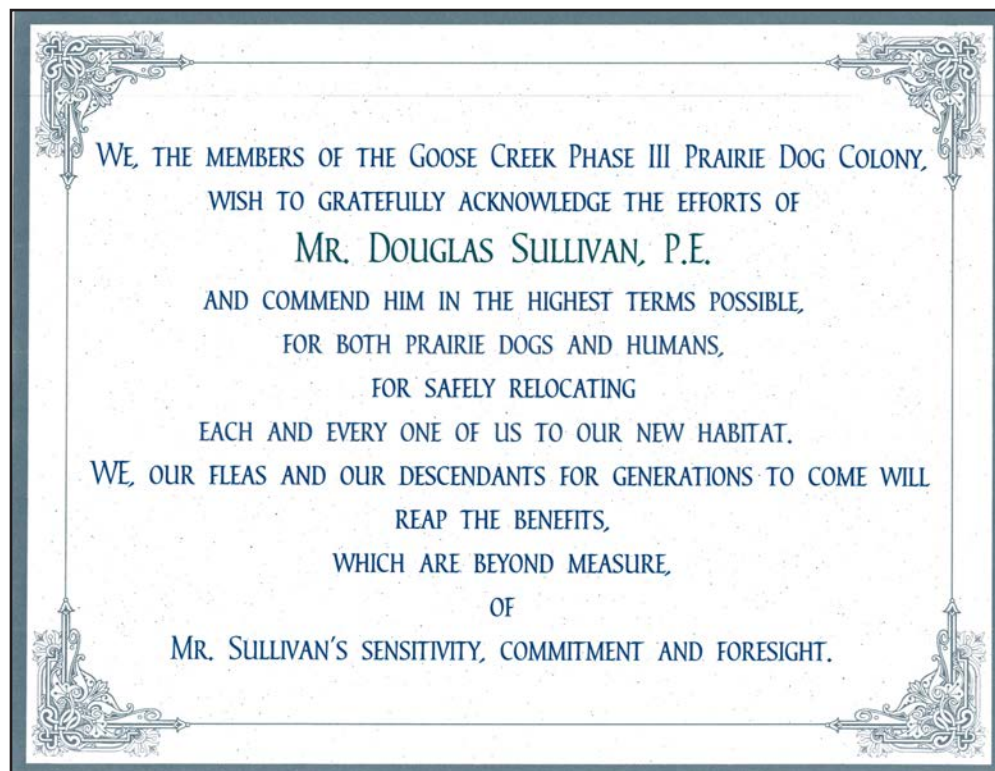 We, the members of the Goose Creek Phase III Prairie Dog Colony,
wish to gratefully acknowledge the efforts of
Mr. Douglas Sullivan, P.E.
and commend him in the highest terms possible,
for both prairie dogs and humans,
for safely relocating
each and every one of us to our new habitat.
We, our fleas and our descendants for generations to come will
reap the benefits,
which are beyond measure,
of
Mr. Sullivan's sensitivity, commitment and foresight.